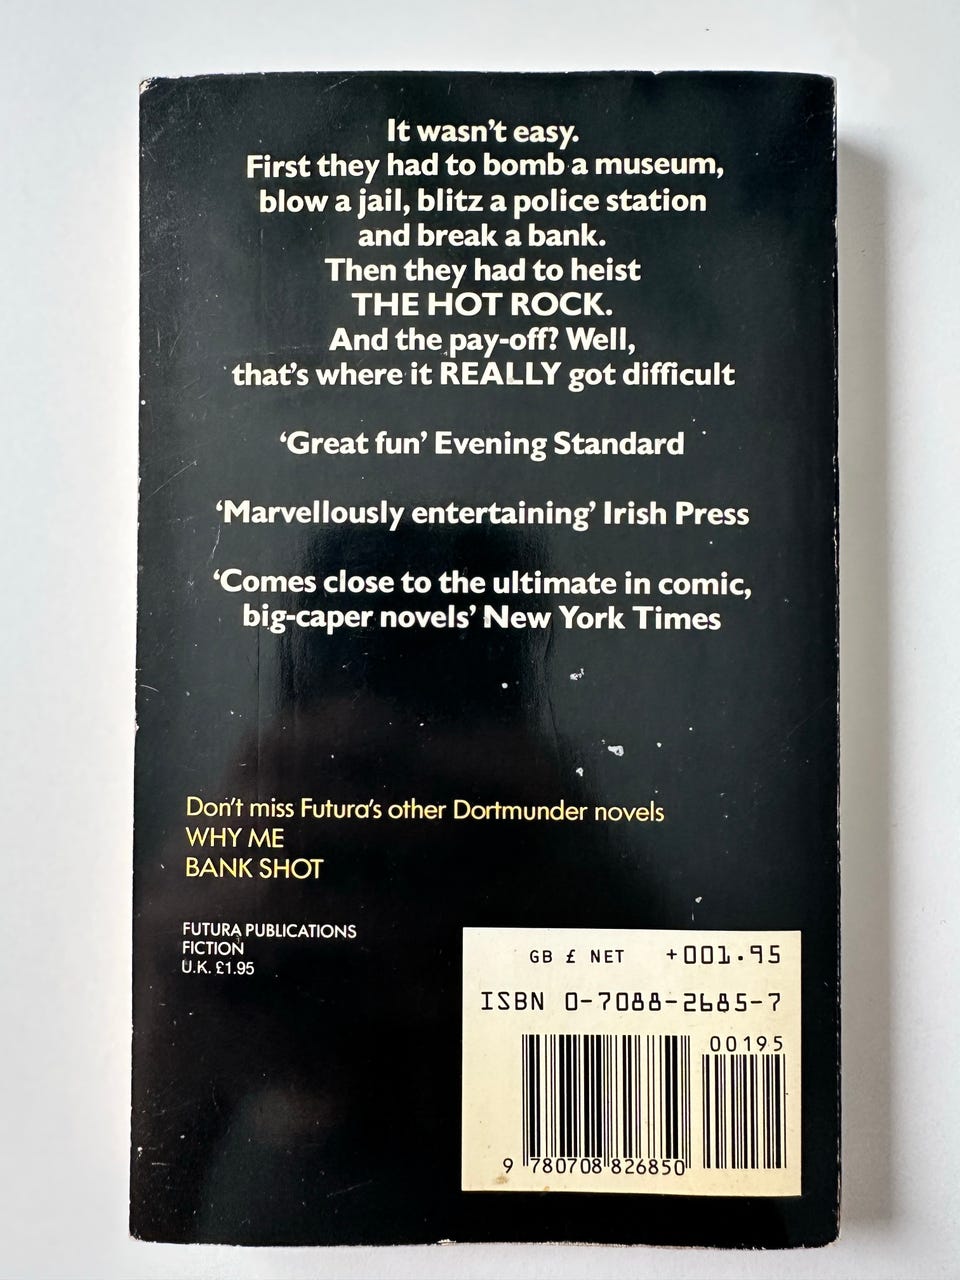 It wasn't easy.
First they had to bomb a museum,
blow a jail, blitz a police station
and break a bank.
Then they had to heist
THE HOT ROCK.
And the pay-off? Well,
that's where it REALLY got difficult
‘Great fun’ Evening Standard
‘Marvellously entertaining’ Irish Press
‘Comes close to the ultimate in comic,
big-caper novels’ New York Times
Don't miss Futura's other Dortmunder novels
WHY ME
BANK SHOT
FUTURA PUBLICATIONS
FICTION
U.K. £1.95
GB £ NET +001.95
ISBN 0-7088-2685-7
00195
9 780708 826850